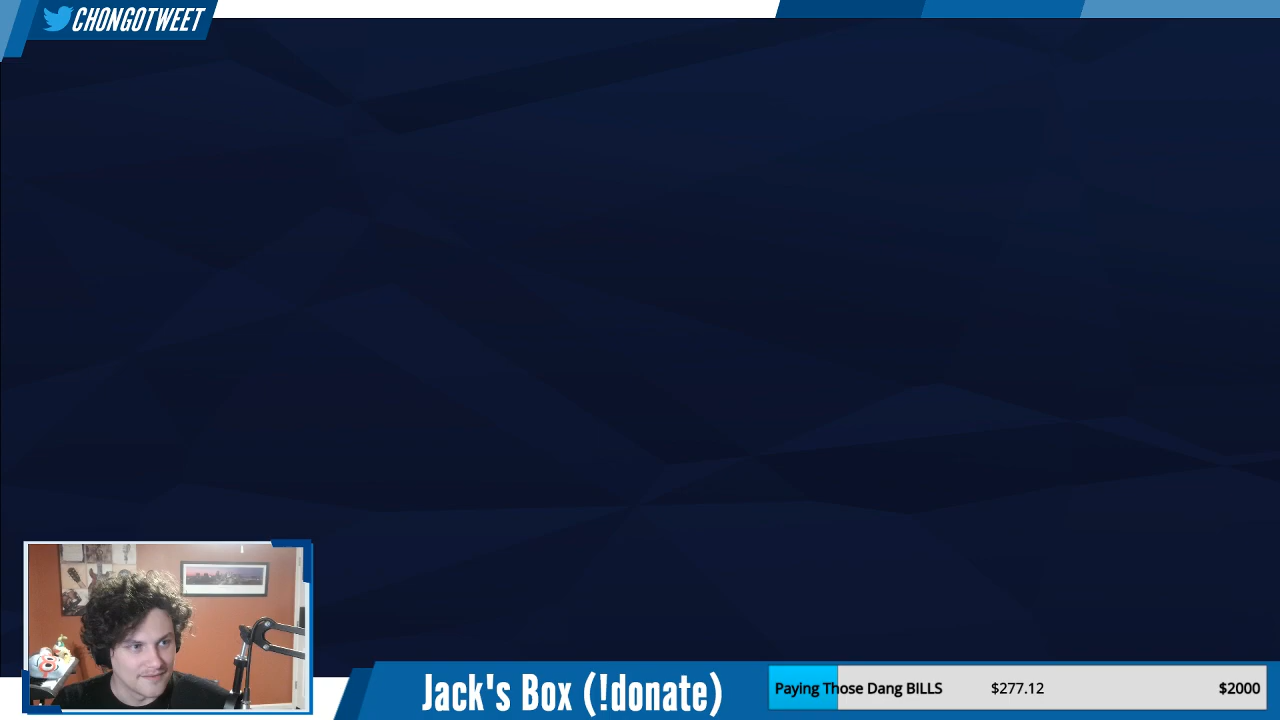 CHONGOTWEET
Jack's Box (!donate)
Paying Those Dang BILLS $277.12 $2000